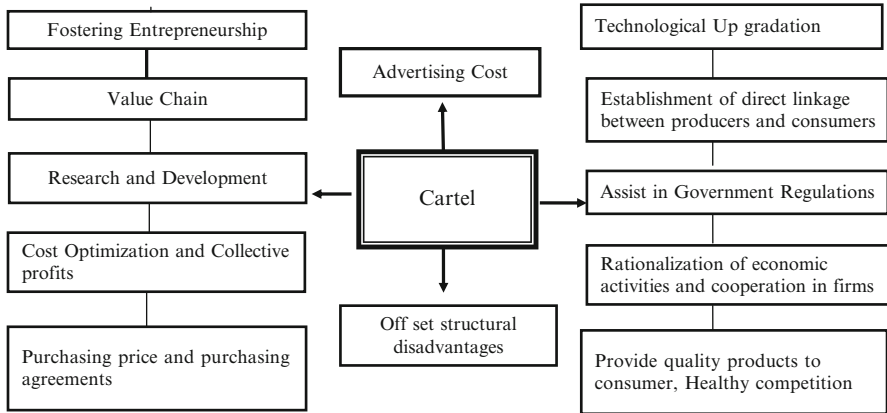 Fostering Entrepreneurship
Value Chain
Research and Development
Cost Optimization and Collective
profits
Purchasing price and purchasing
agreements
Advertising Cost
Cartel
Off set structural
disadvantages
Technological Up gradation
Establishment of direct linkage
between producers and consumers
Assist in Government Regulations
Rationalization of economic
activities and cooperation in firms
Provide quality products to
consumer, Healthy competition